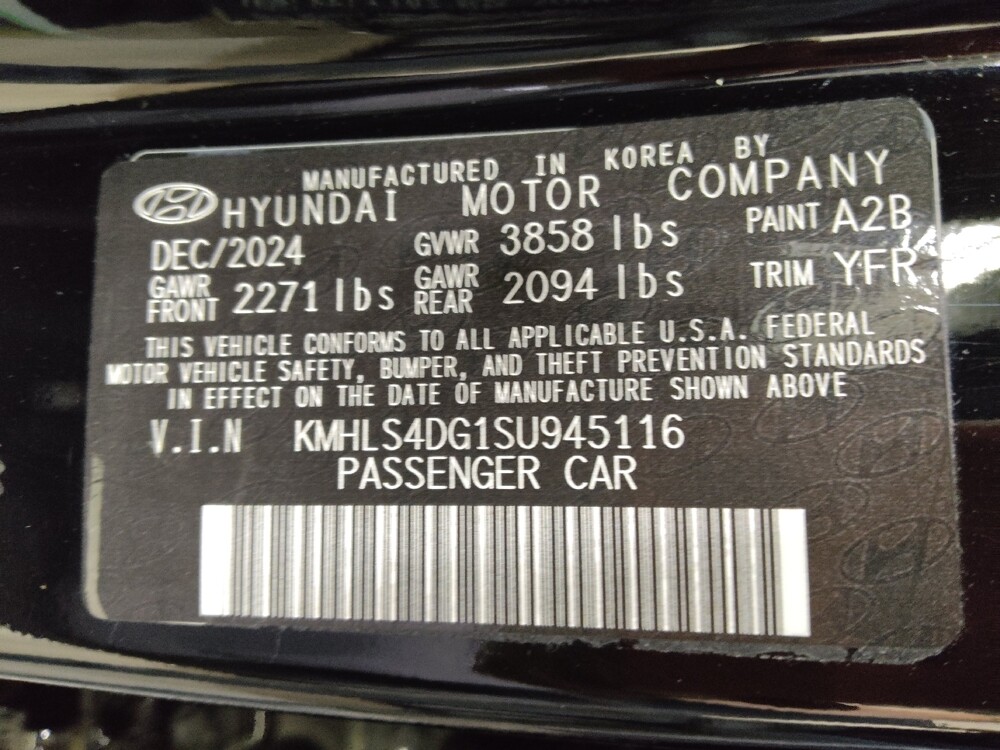 MANUFACTURED IN KOREA BY
HYUNDAI MOTOR COMPANY
DEC/2024 GVWR 3858 lbs PAINT A2B
GAWR FRONT 2271 lbs GAWR REAR 2094 lbs TRIM YFR
THIS VEHICLE CONFORMS TO ALL APPLICABLE U.S.A. FEDERAL
MOTOR VEHICLE SAFETY, BUMPER, AND THEFT PREVENTION STANDARDS
IN EFFECT ON THE DATE OF MANUFACTURE SHOWN ABOVE
V.I.N KMHLS4DG1SU945116
PASSENGER CAR